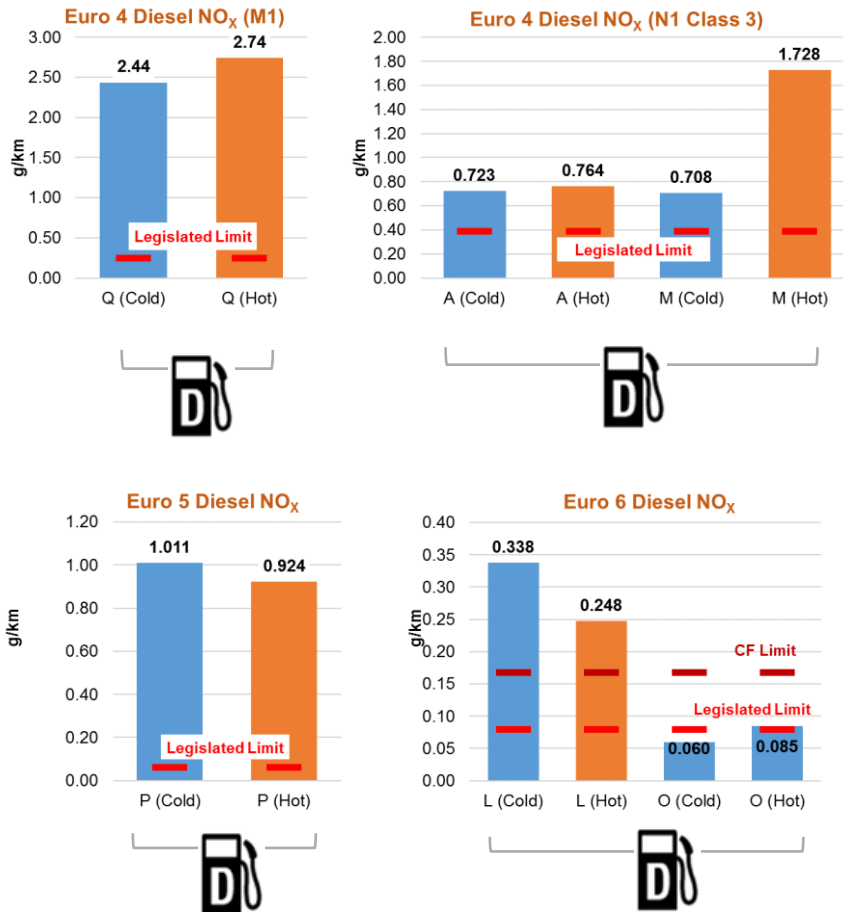 Euro 4 Diesel NOX (M1)
3.00
2.50
2.00
1.50
1.00
0.50
0.00
g/km
2.44
2.74
Legislated Limit
Q (Cold)
Q (Hot)
D
Euro 4 Diesel NOX (N1 Class 3)
2.00
1.80
1.60
1.40
1.20
1.00
0.80
0.60
0.40
0.20
0.00
g/km
0.723
0.764
0.708
1.728
Legislated Limit
A (Cold)
A (Hot)
M (Cold)
M (Hot)
D
Euro 5 Diesel NOX
1.20
1.00
0.80
0.60
0.40
0.20
0.00
g/km
1.011
0.924
Legislated Limit
P (Cold)
P (Hot)
D
Euro 6 Diesel NOX
0.40
0.35
0.30
0.25
0.20
0.15
0.10
0.05
0.00
g/km
0.338
0.248
CF Limit
Legislated Limit
0.060
0.085
L (Cold)
L (Hot)
O (Cold)
O (Hot)
D